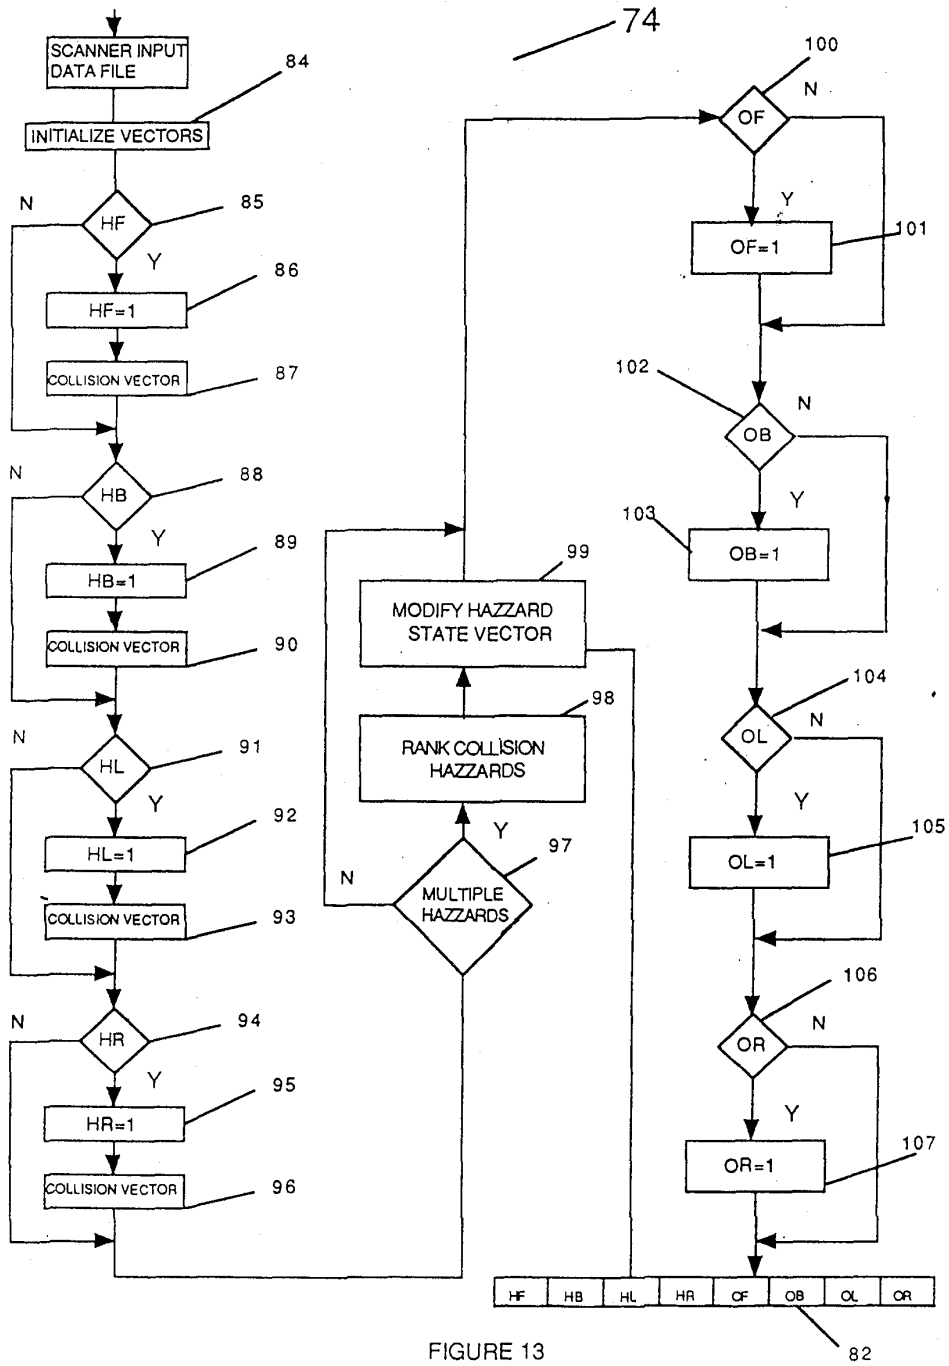 74
SCANNER INPUT
DATA FILE
84
INITIALIZE VECTORS
N
HF
85
Y
86
HF=1
COLLISION VECTOR
87
N
HB
88
Y
89
HB=1
COLLISION VECTOR
90
N
HL
91
Y
92
HL=1
COLLISION VECTOR
93
N
HR
94
Y
95
HR=1
COLLISION VECTOR
96
99
MODIFY HAZZARD
STATE VECTOR
98
RANK COLLISION
HAZZARDS
Y
97
N
MULTIPLE
HAZZARDS
100
OF
N
Y
101
OF=1
102
N
OB
Y
103
OB=1
104
OL
N
Y
105
OL=1
106
OR
N
Y
107
OR=1
HF HB HL HR OF OB OL OR
82
FIGURE 13